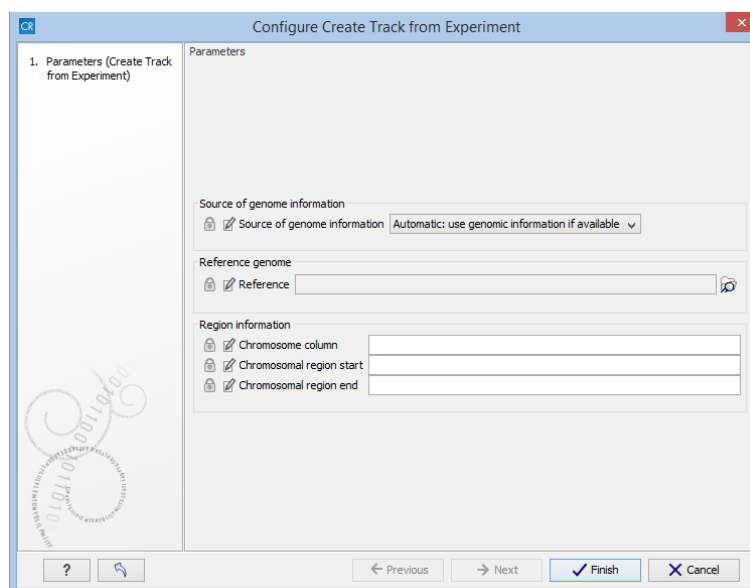 CR
Configure Create Track from Experiment
1. Parameters (Create Track
from Experiment)
Parameters
Source of genome information
Source of genome information Automatic: use genomic information if available
Reference genome
Reference
Region information
Chromosome column
Chromosomal region start
Chromosomal region end
? Previous Next Finish Cancel